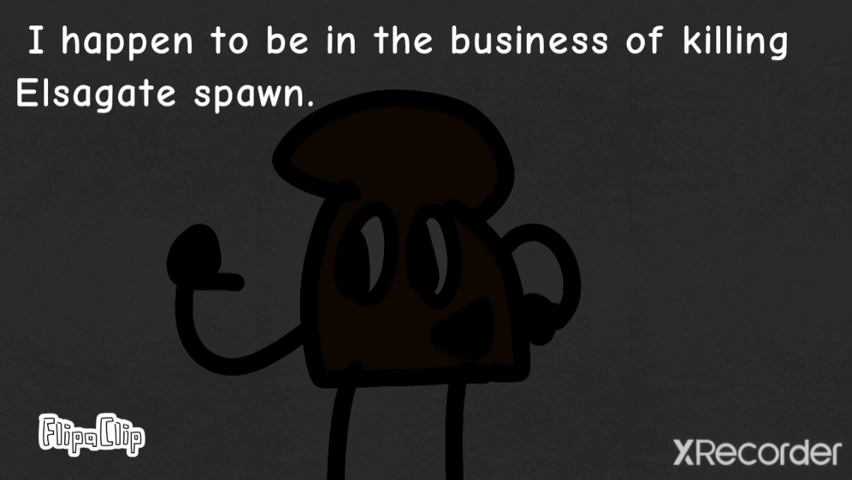 I happen to be in the business of killing
Elsagate spawn.
FlipaClip
XRecorder